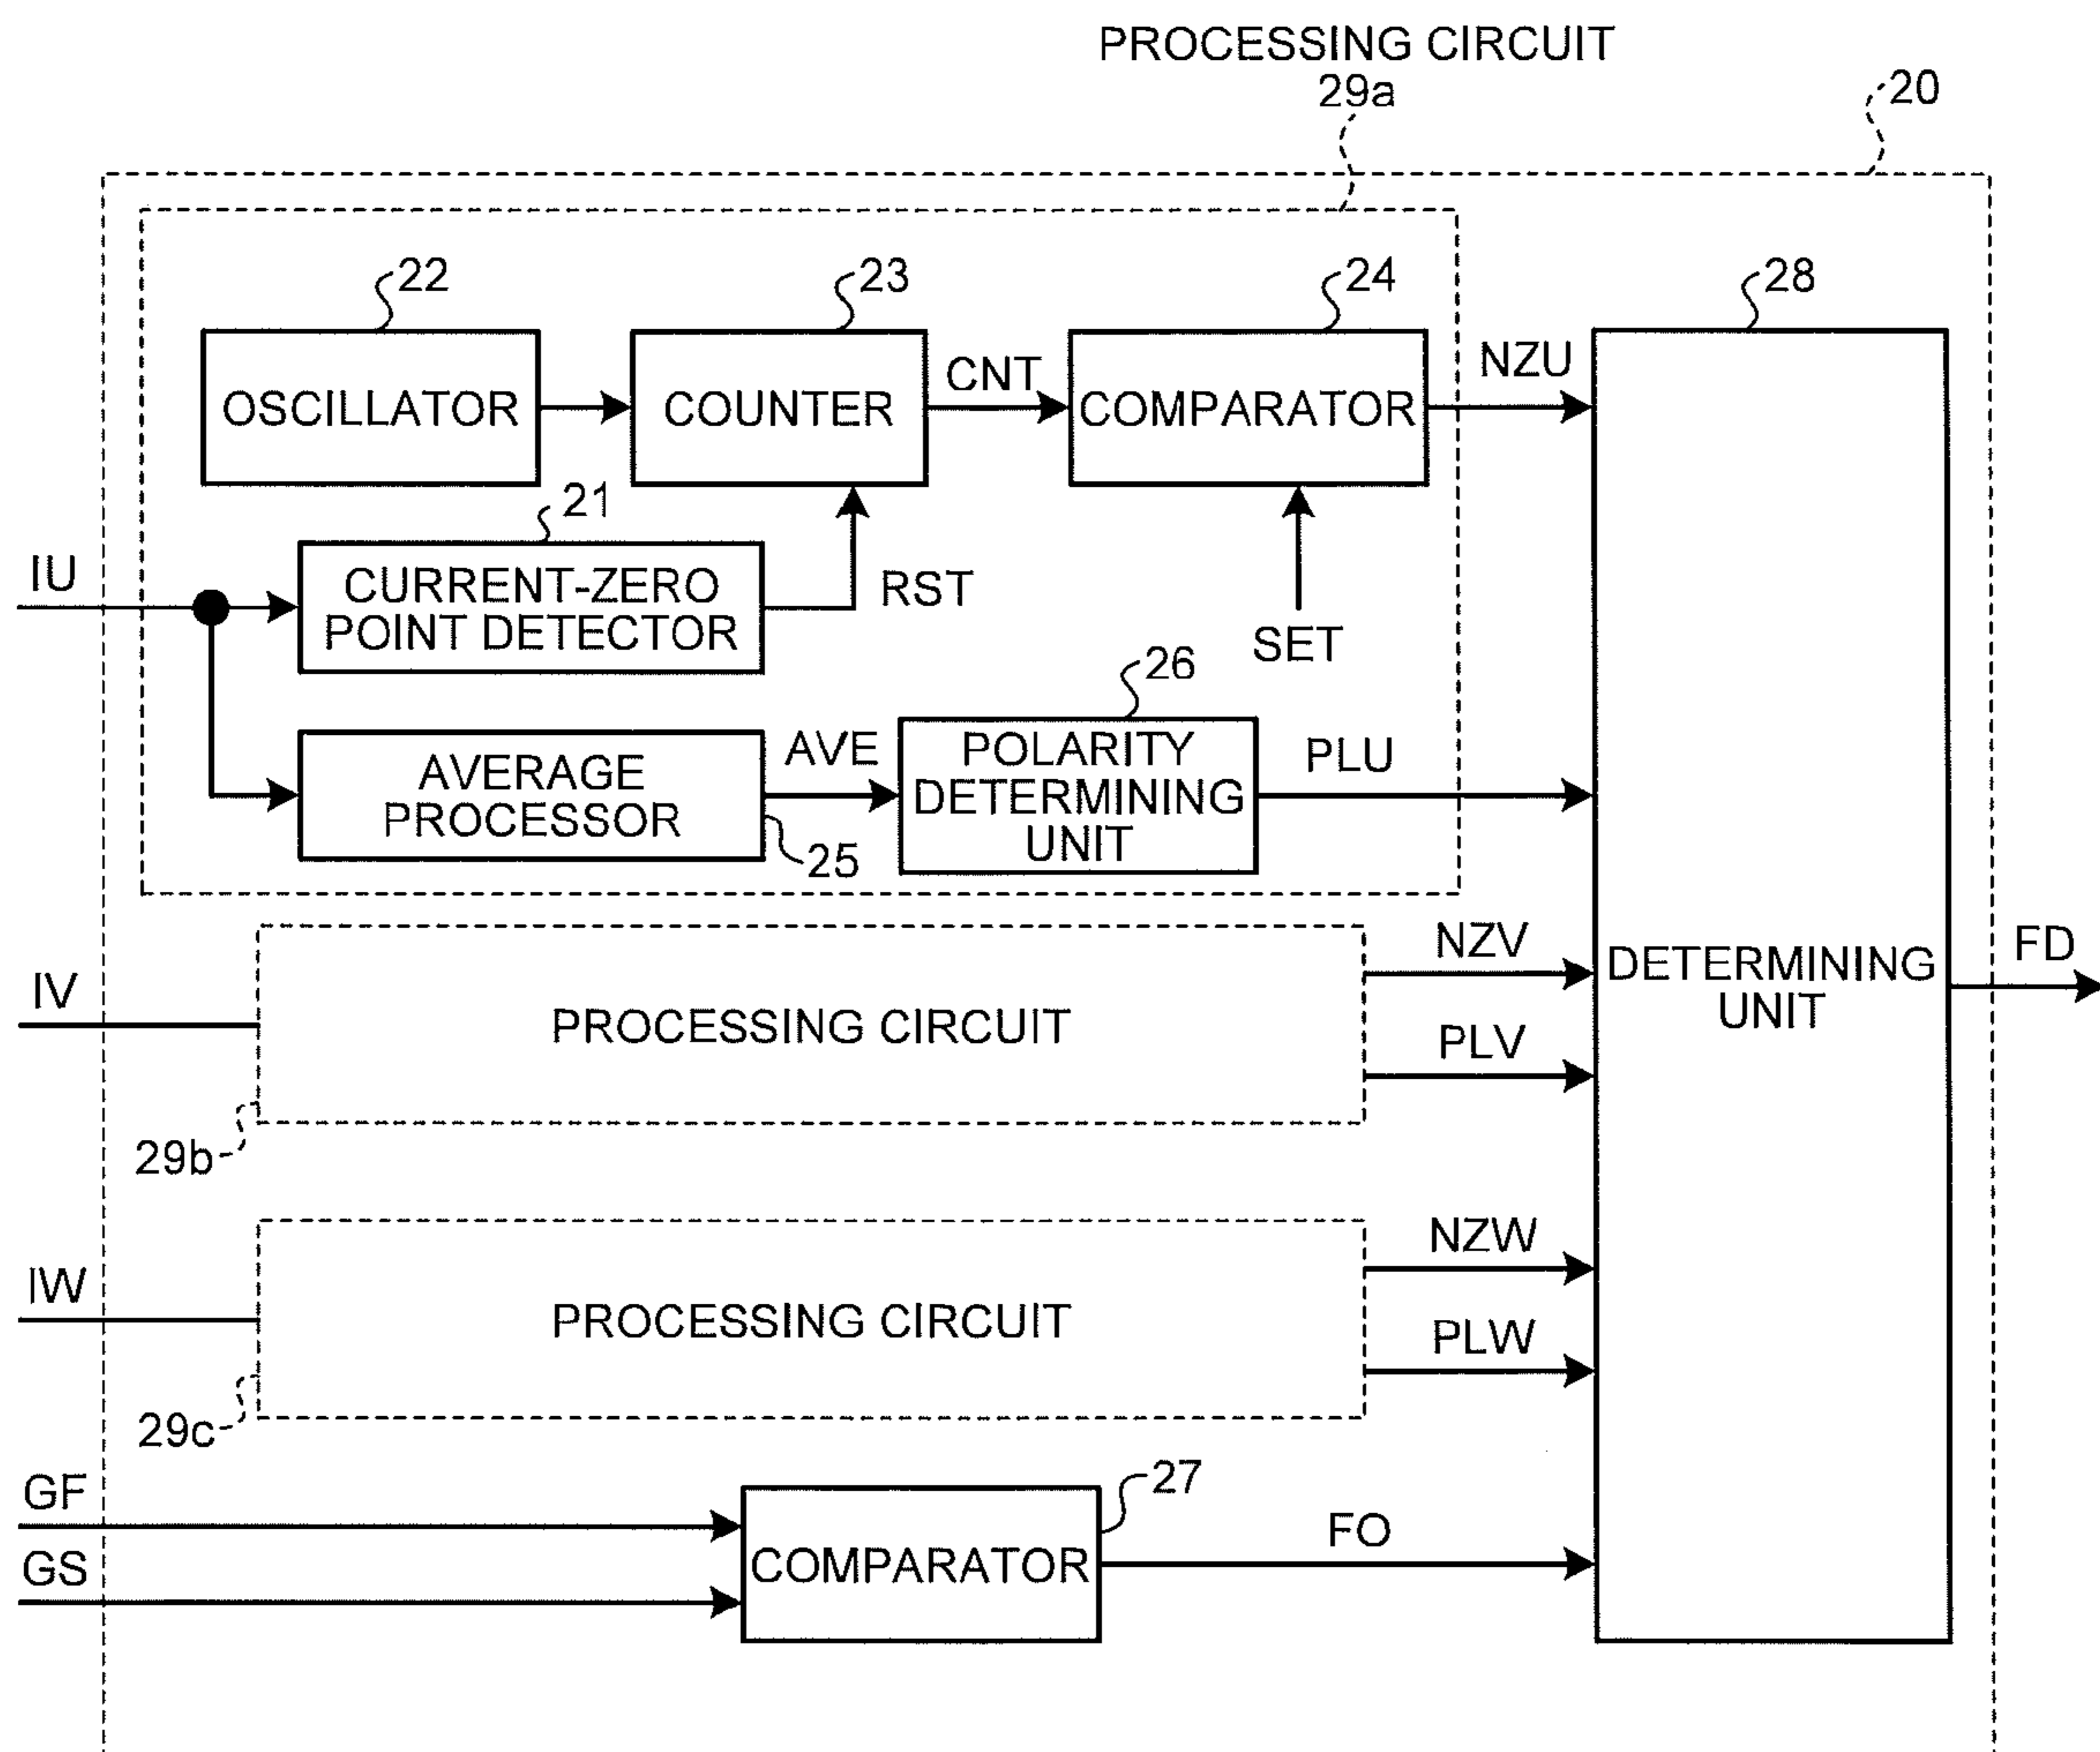 PROCESSING CIRCUIT
29a
20
22
23
24
28
OSCILLATOR
COUNTER
CNT
COMPARATOR
NZU
21
IU
CURRENT-ZERO
POINT DETECTOR
RST
SET
26
AVERAGE
PROCESSOR
AVE
25
POLARITY
DETERMINING
UNIT
PLU
DETERMINING
UNIT
FD
IV
PROCESSING CIRCUIT
NZV
PLV
29b
IW
PROCESSING CIRCUIT
NZW
PLW
29c
GF
GS
27
COMPARATOR
FO